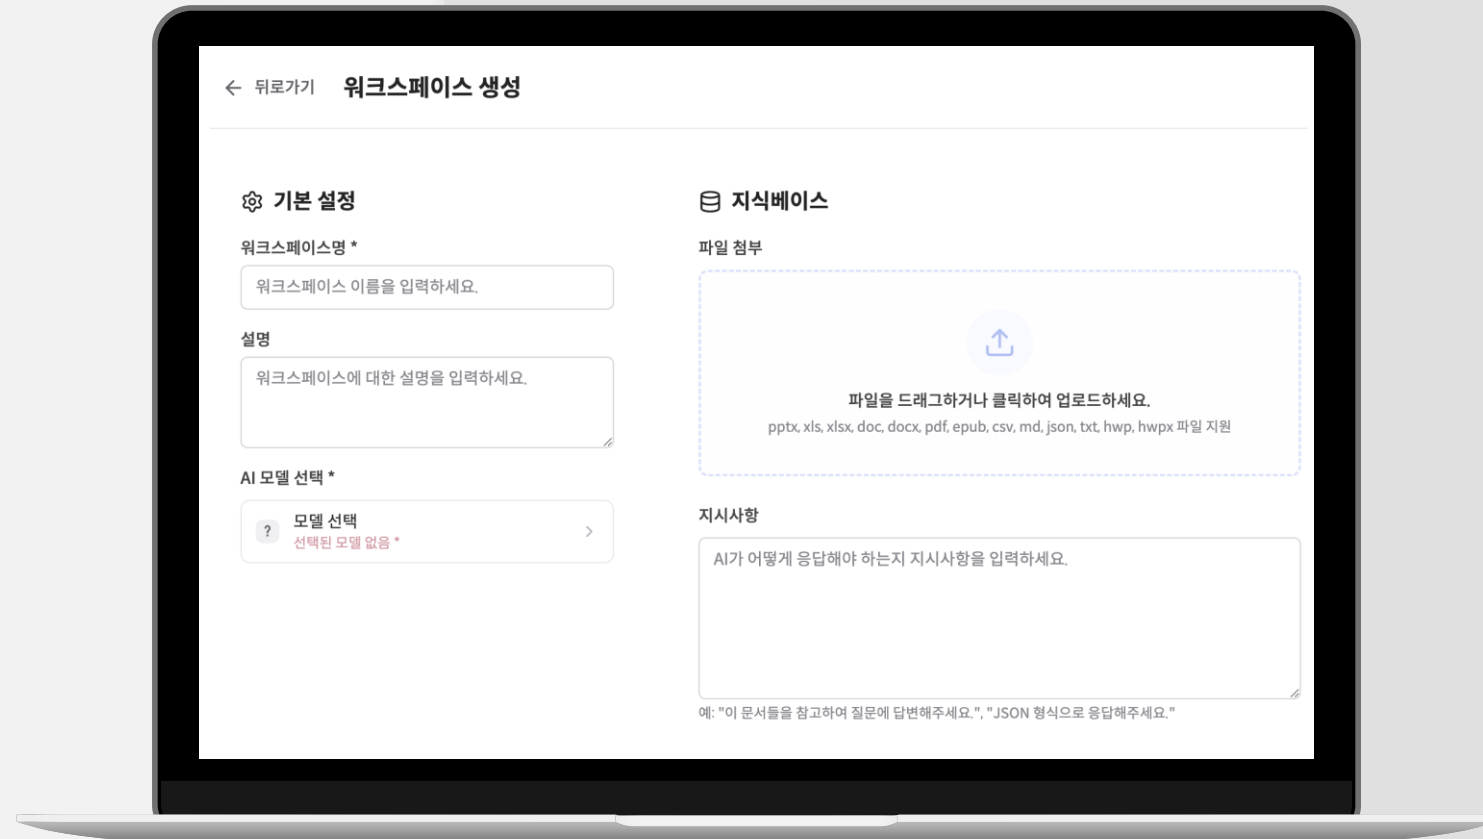 뒤로가기
워크스페이스 생성
기본 설정
워크스페이스명 *
워크스페이스 이름을 입력하세요.
설명
워크스페이스에 대한 설명을 입력하세요.
AI 모델 선택 *
?
모델 선택
선택된 모델 없음 *
지식베이스
파일 첨부
파일을 드래그하거나 클릭하여 업로드하세요.
pptx, xls, xlsx, doc, docx, pdf, epub, csv, md, json, txt, hwp, hwpx 파일 지원
지시사항
AI가 어떻게 응답해야 하는지 지시사항을 입력하세요.
예: "이 문서들을 참고하여 질문에 답변해주세요.", "JSON 형식으로 응답해주세요."